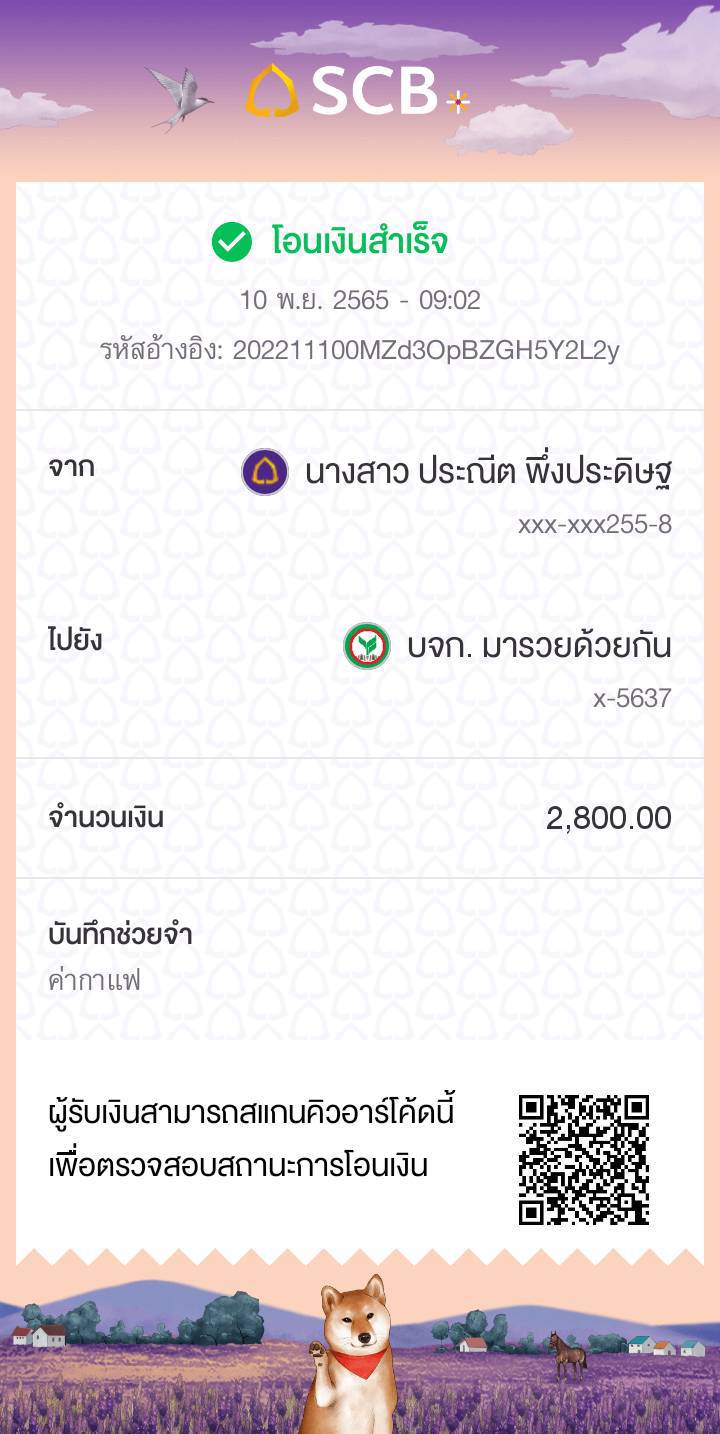 SCB
โอนเงินสำเร็จ
10 พ.ย. 2565 - 09:02
รหัสอ้างอิง: 202211100MZd3OpBZGH5Y2L2y
จาก
นางสาว ประณีต พึ่งประดิษฐ
xxx-xxx255-8
ไปยัง
บจก. มารวยด้วยกัน
x-5637
จำนวนเงิน
2,800.00
บันทึกช่วยจำ
ค่ากาแฟ
ผู้รับเงินสามารถสแกนคิวอาร์โค้ดนี้
เพื่อตรวจสอบสถานะการโอนเงิน